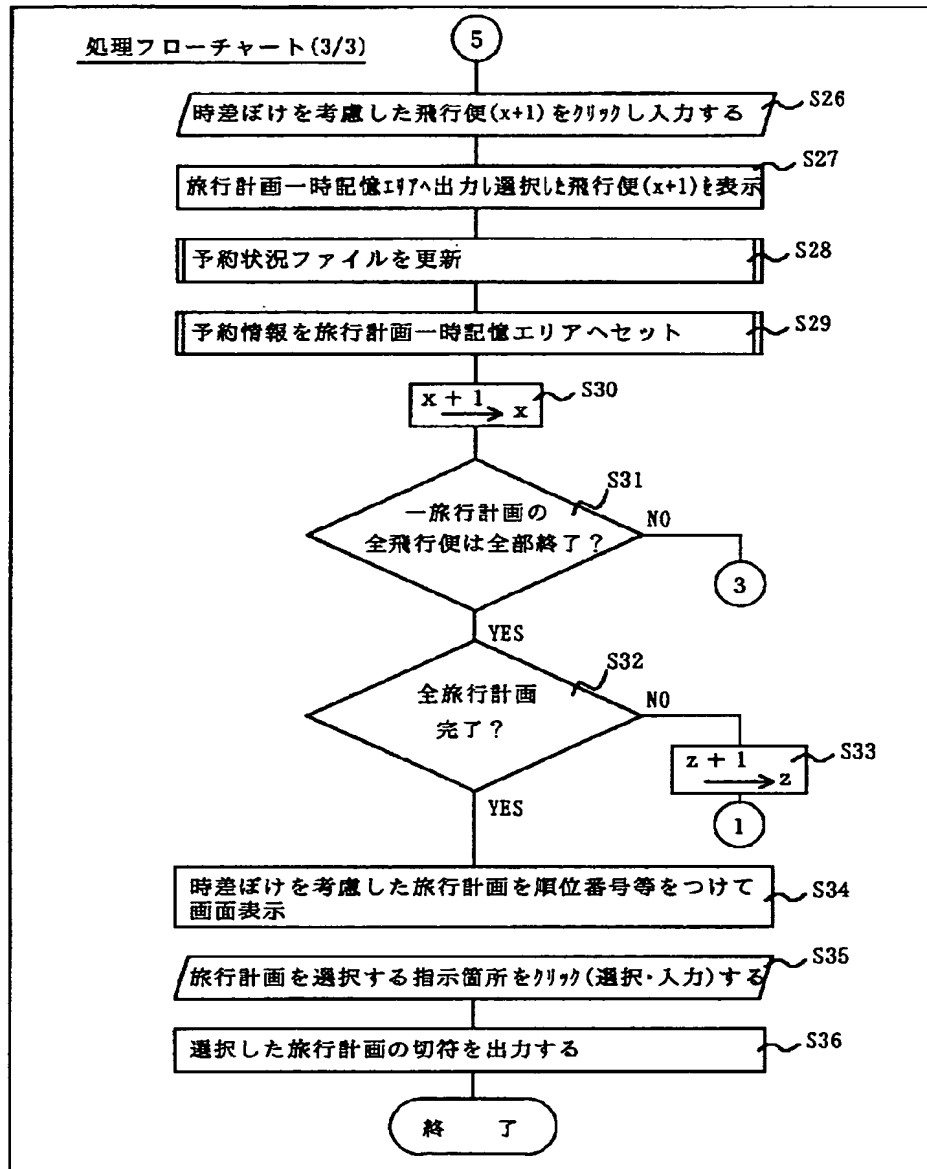 処理フローチャート(3/3)
5
時差ぼけを考慮した飛行便(x+1)をクリックし入力する
S26
旅行計画一時記憶エリアへ出力し選択した飛行便(x+1)を表示
S27
予約状況ファイルを更新
S28
予約情報を旅行計画一時記憶エリアへセット
S29
x + 1 → x
S30
一旅行計画の
全飛行便は全部終了？
S31
NO
3
YES
全旅行計画
完了？
S32
NO
z + 1 → z
S33
1
YES
時差ぼけを考慮した旅行計画を順位番号等をつけて
画面表示
S34
旅行計画を選択する指示箇所をクリック(選択・入力)する
S35
選択した旅行計画の切符を出力する
S36
終 了